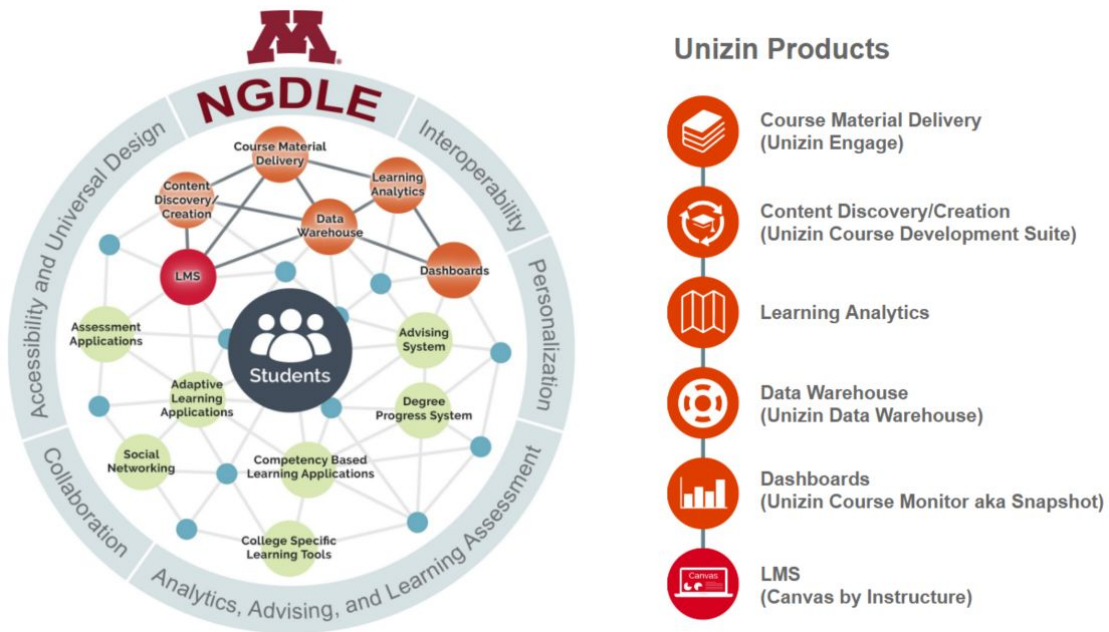 M
NGDLE
Accessibility and Universal Design
Interoperability
Personalization
Collaboration
Analytics, Advising, and Learning Assessment
Course Material
Delivery
Content
Discovery/
Creation
Learning
Analytics
Data
Warehouse
LMS
Dashboards
Assessment
Applications
Students
Advising
System
Adaptive
Learning
Applications
Degree
Progress System
Social
Networking
Competency Based
Learning Applications
College Specific
Learning Tools
Unizin Products
Course Material Delivery
(Unizin Engage)
Content Discovery/Creation
(Unizin Course Development Suite)
Learning Analytics
Data Warehouse
(Unizin Data Warehouse)
Dashboards
(Unizin Course Monitor aka Snapshot)
Canvas
LMS
(Canvas by Instructure)